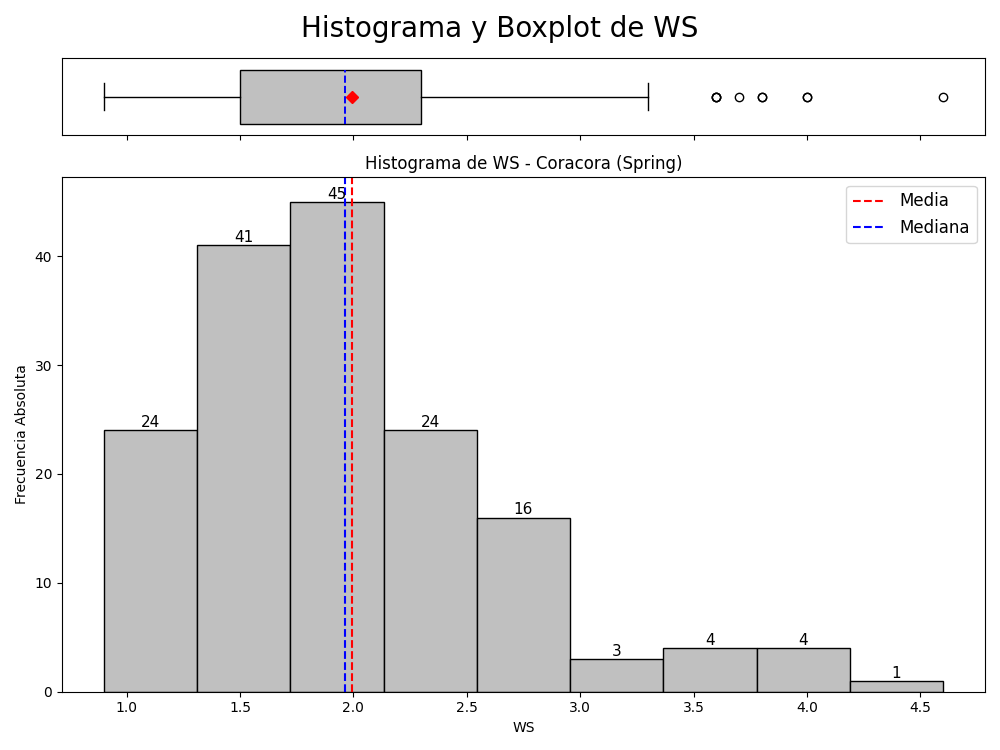 Histograma y Boxplot de WS
Histograma de WS - Coracora (Spring)
Media
Mediana
45
41
24
24
16
3
4
4
1
Frecuencia Absoluta
40
30
20
10
0
1.0 1.5 2.0 2.5 3.0 3.5 4.0 4.5
WS